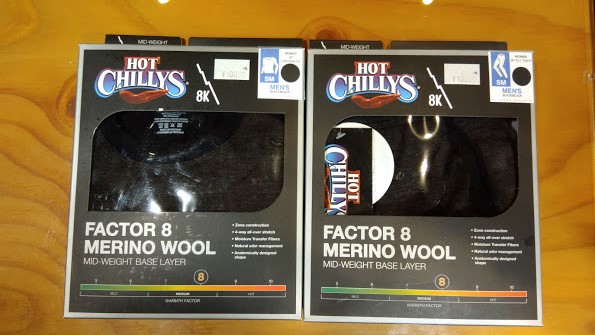 MID-WEIGHT
HOT
CHILLYS
8K
SM
MEN'S
FACTOR 8
MERINO WOOL
MID-WEIGHT BASE LAYER
• Zone construction
• 4-way all-over stretch
• Moisture Transfer Fibers
• Natural odor management
• Anatomically designed
shape
8
MILD
MEDIUM
HOT
WARMTH FACTOR
MID-WEIGHT
HOT
CHILLYS
8K
SM
MEN'S
HOT
CHILLYS
FACTOR 8
MERINO WOOL
MID-WEIGHT BASE LAYER
• Zone construction
• 4-way all-over stretch
• Moisture Transfer Fibers
• Natural odor management
• Anatomically designed
shape
8
MILD
MEDIUM
HOT
WARMTH FACTOR